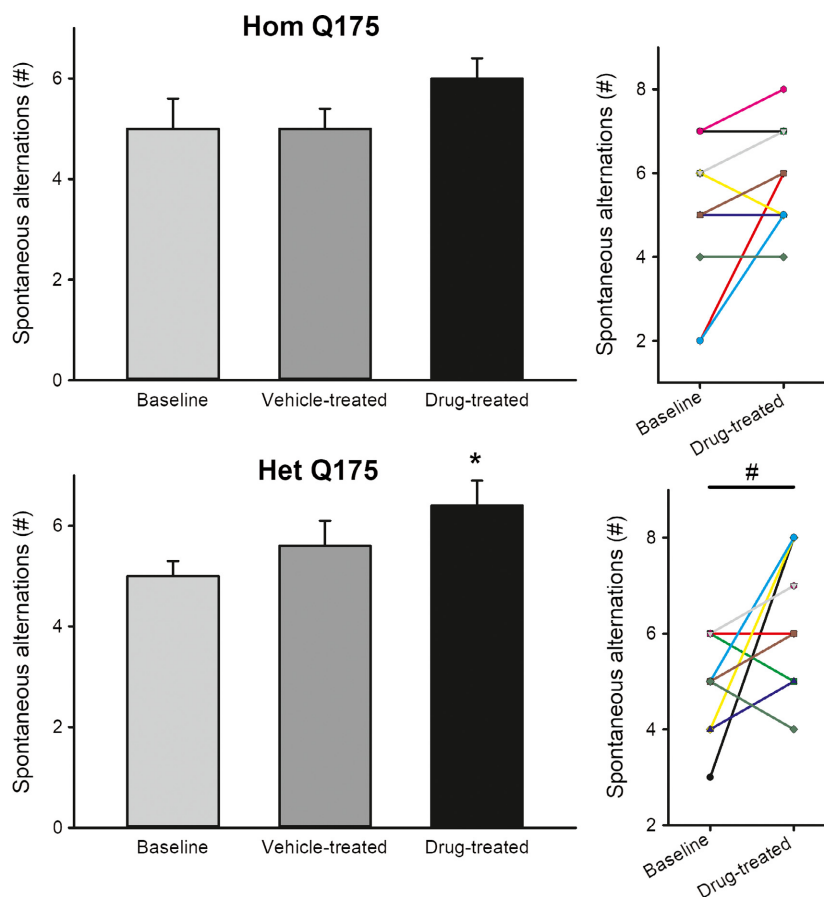 Hom Q175
Spontaneous alternations (#)
6
4
2
0
Baseline
Vehicle-treated
Drug-treated
Spontaneous alternations (#)
8
6
4
2
Baseline
Drug-treated
Het Q175
Spontaneous alternations (#)
6
4
2
0
*
Baseline
Vehicle-treated
Drug-treated
#
Spontaneous alternations (#)
8
6
4
2
Baseline
Drug-treated